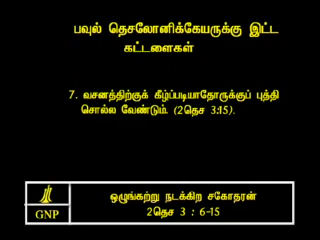 பவுல் தெசலோனிக்கேயருக்கு இட்ட
கட்டளைகள்
7. வசனத்திற்குக் கீழ்ப்படியாதோருக்குப் புத்தி
சொல்ல வேண்டும். (2தெச 3:15).
ஒழுங்கற்று நடக்கிற சகோதரன்
GNP
2தெச 3 : 6-15